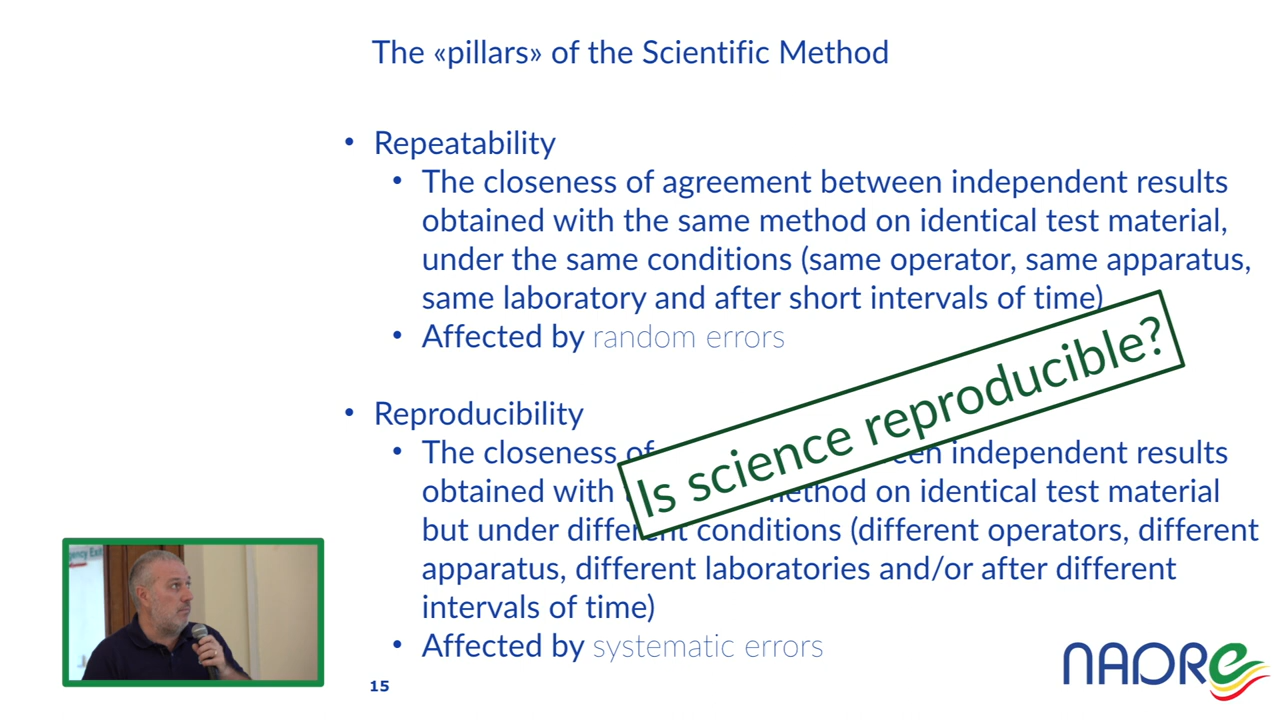 The «pillars» of the Scientific Method
• Repeatability
• The closeness of agreement between independent results
obtained with the same method on identical test material,
under the same conditions (same operator, same apparatus,
same laboratory and after short intervals of time)
• Affected by random errors
Is science reproducible?
• Reproducibility
• The closeness of een independent results
obtained with method on identical test material
but under different conditions (different operators, different
apparatus, different laboratories and/or after different
intervals of time)
• Affected by systematic errors
gency Exit
15
NADRe